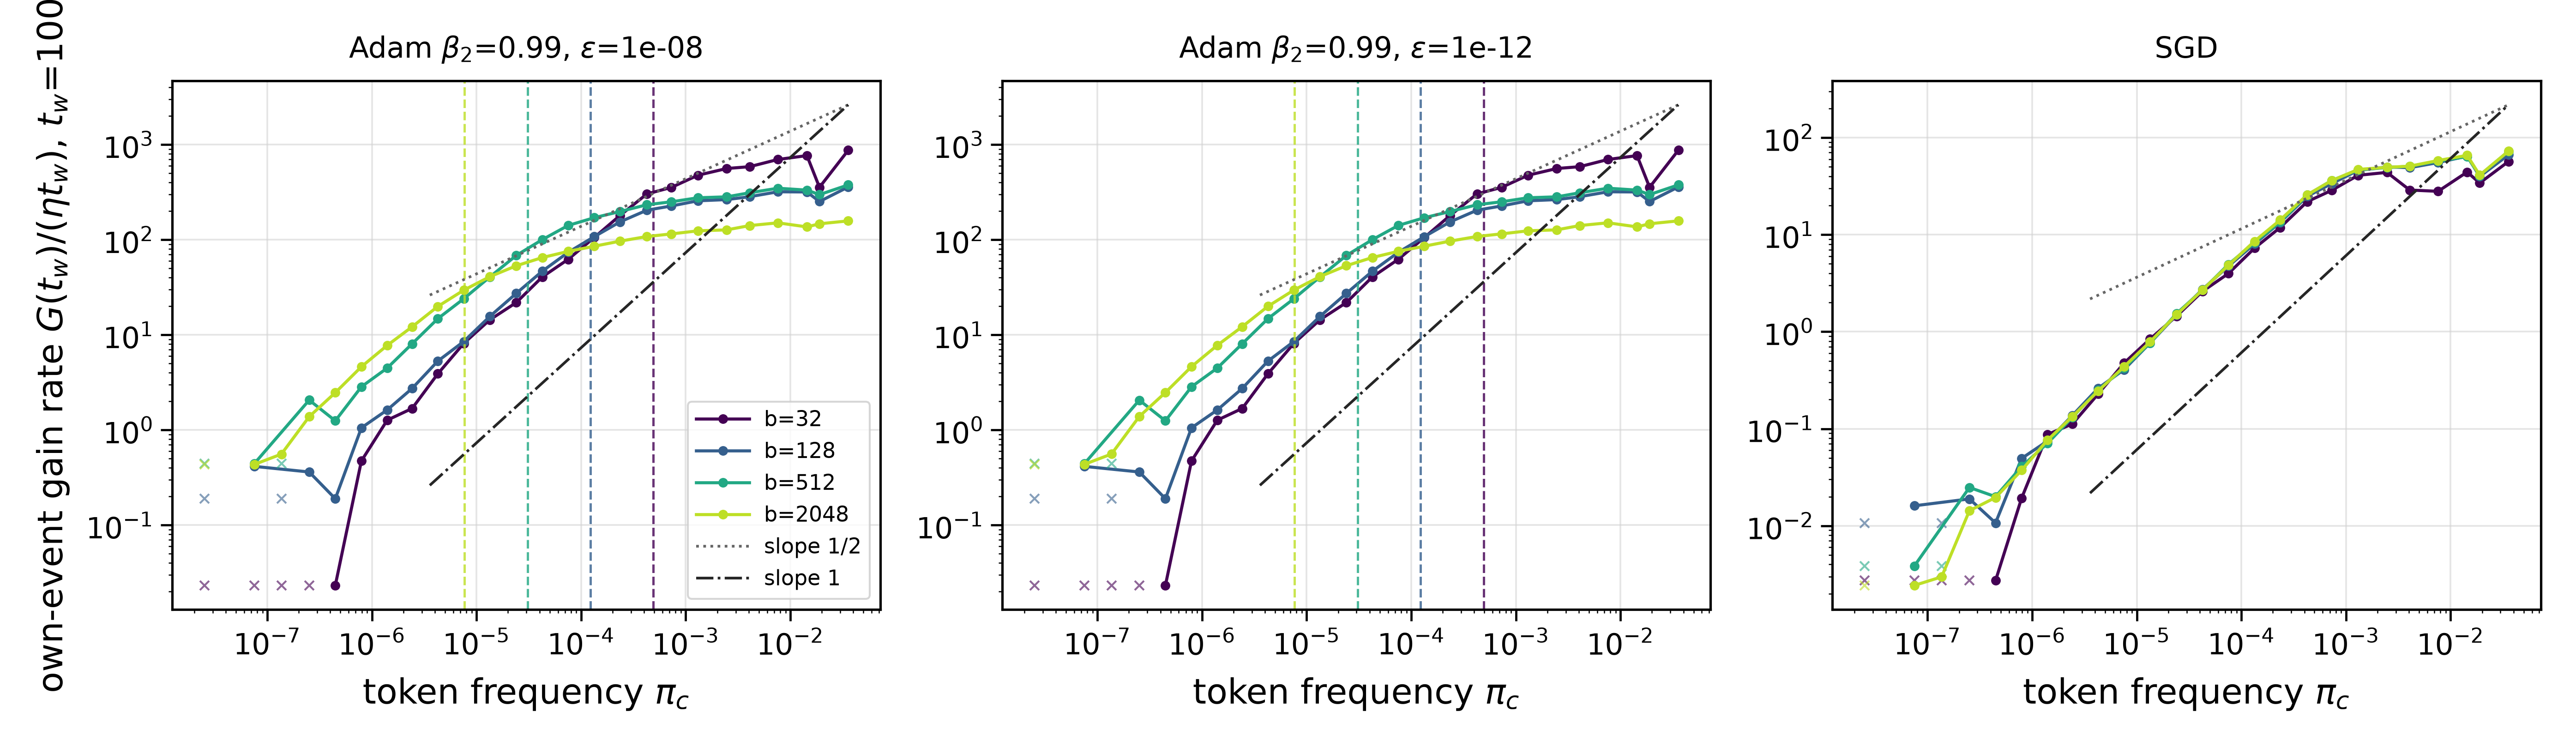 own-event gain rate G(t_w)/(ηt_w), t_w=100
Adam β₂=0.99, ε=1e-08
10³
10²
10¹
10⁰
10⁻¹
b=32
b=128
b=512
b=2048
slope 1/2
slope 1
10⁻⁷ 10⁻⁶ 10⁻⁵ 10⁻⁴ 10⁻³ 10⁻²
token frequency π_c
Adam β₂=0.99, ε=1e-12
10³
10²
10¹
10⁰
10⁻¹
10⁻⁷ 10⁻⁶ 10⁻⁵ 10⁻⁴ 10⁻³ 10⁻²
token frequency π_c
SGD
10²
10¹
10⁰
10⁻¹
10⁻²
10⁻⁷ 10⁻⁶ 10⁻⁵ 10⁻⁴ 10⁻³ 10⁻²
token frequency π_c